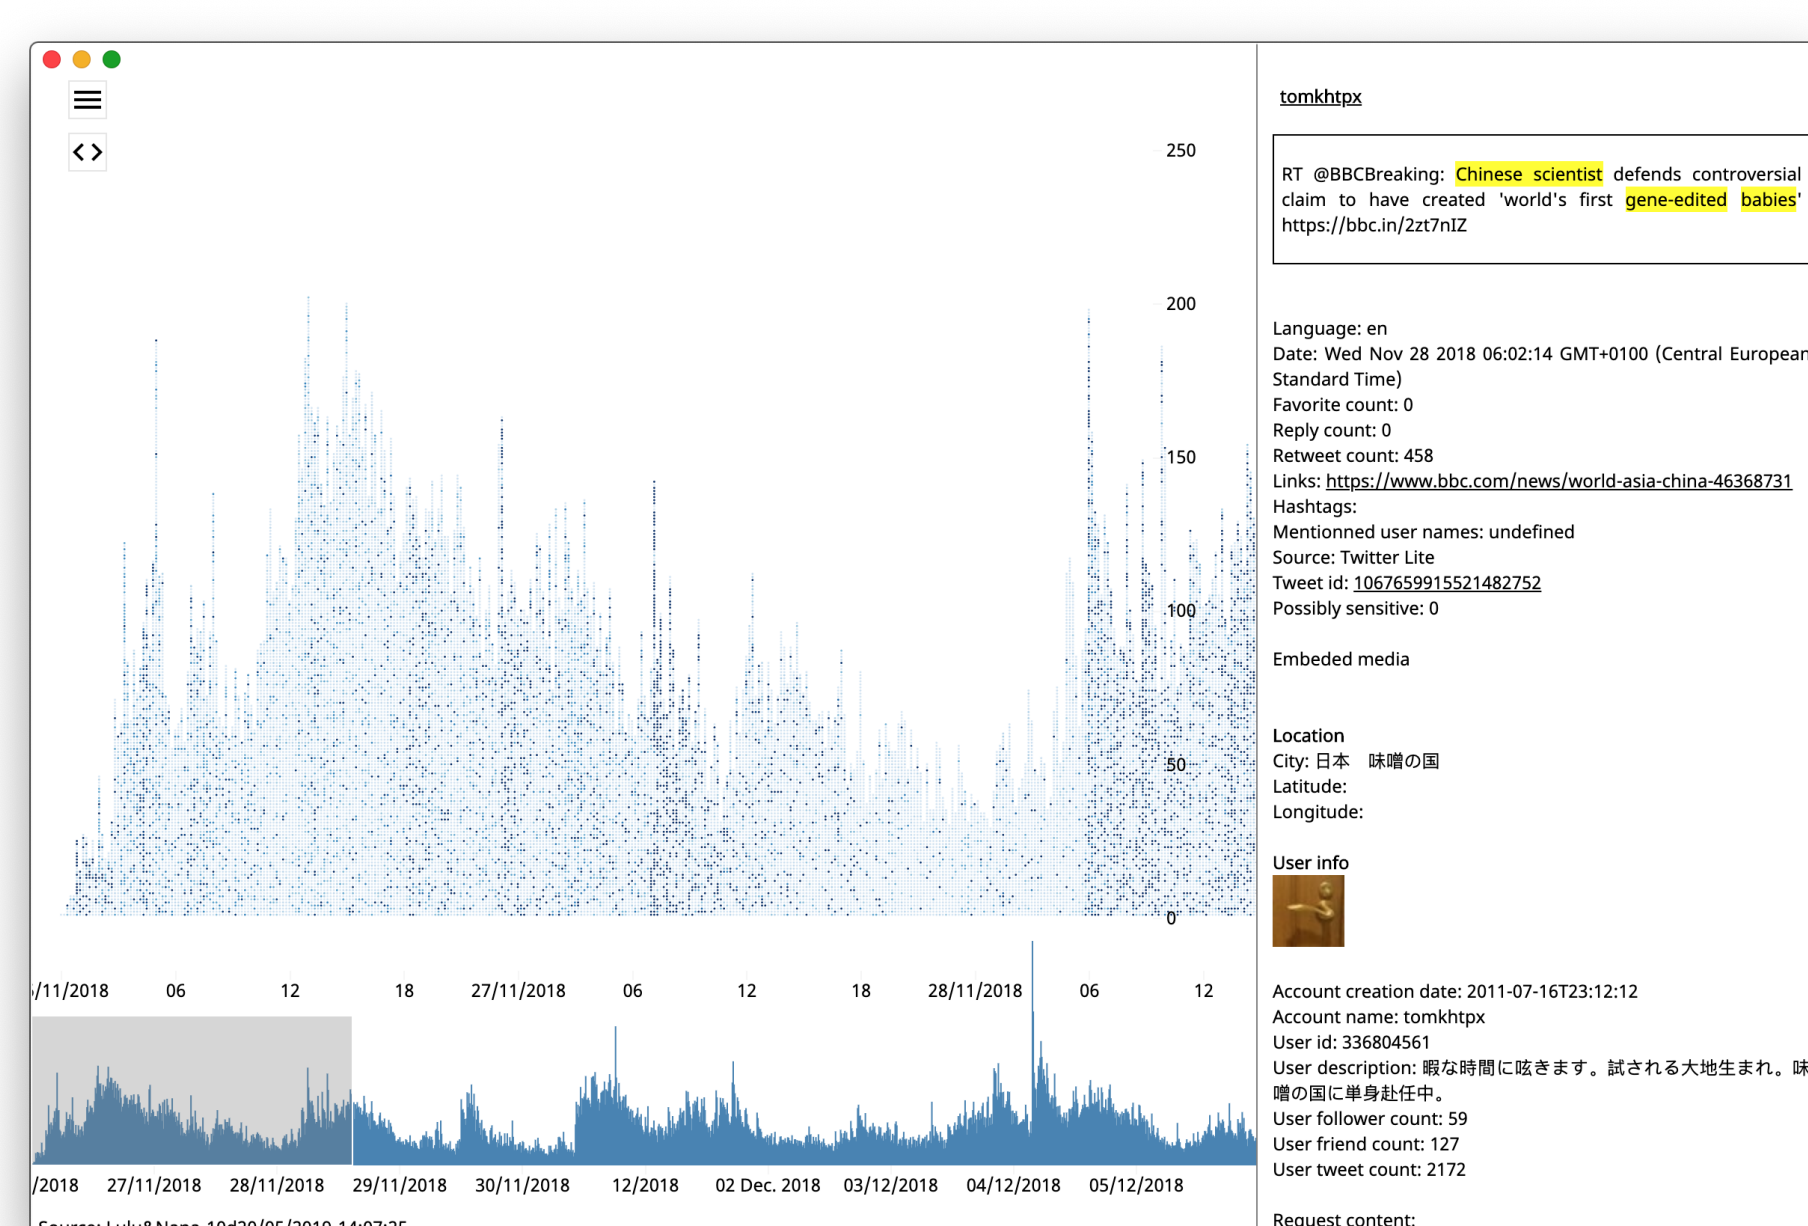 250
200
150
100
50
0
/11/2018 06 12 18 27/11/2018 06 12 18 28/11/2018 06 12
/2018 27/11/2018 28/11/2018 29/11/2018 30/11/2018 12/2018 02 Dec. 2018 03/12/2018 04/12/2018 05/12/2018
tomkhtpx
RT @BBCBreaking: Chinese scientist defends controversial
claim to have created 'world's first gene-edited babies'
https://bbc.in/2zt7nIZ
Language: en
Date: Wed Nov 28 2018 06:02:14 GMT+0100 (Central European
Standard Time)
Favorite count: 0
Reply count: 0
Retweet count: 458
Links: https://www.bbc.com/news/world-asia-china-46368731
Hashtags:
Mentionned user names: undefined
Source: Twitter Lite
Tweet id: 1067659915521482752
Possibly sensitive: 0
Embeded media
Location
City: 日本　味噌の国
Latitude:
Longitude:
User info
Account creation date: 2011-07-16T23:12:12
Account name: tomkhtpx
User id: 336804561
User description: 暇な時間に呟きます。試される大地生まれ。味
噌の国に単身赴任中。
User follower count: 59
User friend count: 127
User tweet count: 2172
Request content: